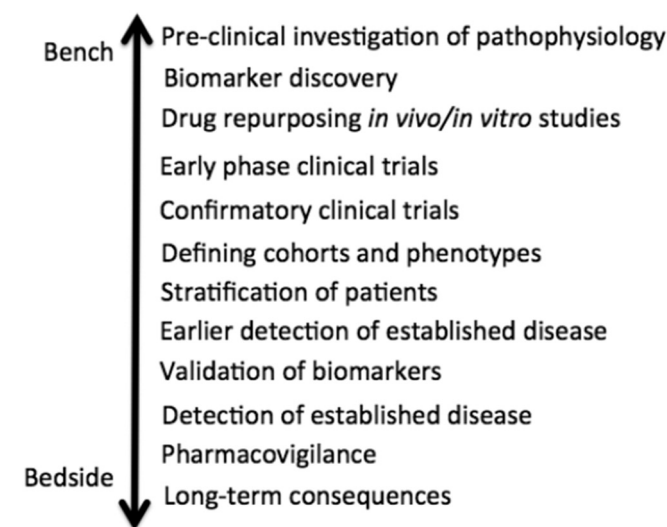 Bench
Pre-clinical investigation of pathophysiology
Biomarker discovery
Drug repurposing in vivo/in vitro studies
Early phase clinical trials
Confirmatory clinical trials
Defining cohorts and phenotypes
Stratification of patients
Earlier detection of established disease
Validation of biomarkers
Detection of established disease
Pharmacovigilance
Bedside
Long-term consequences